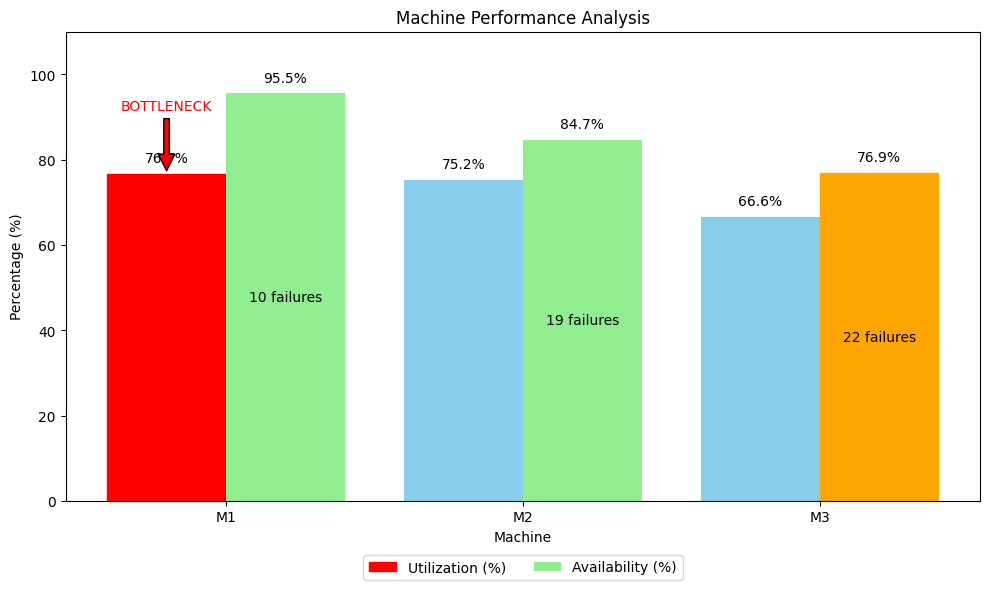 Machine Performance Analysis
Percentage (%)
100
80
60
40
20
0
BOTTLENECK
95.5%
10 failures
75.2%
84.7%
19 failures
66.6%
76.9%
22 failures
M1
M2
M3
Machine
Utilization (%)
Availability (%)